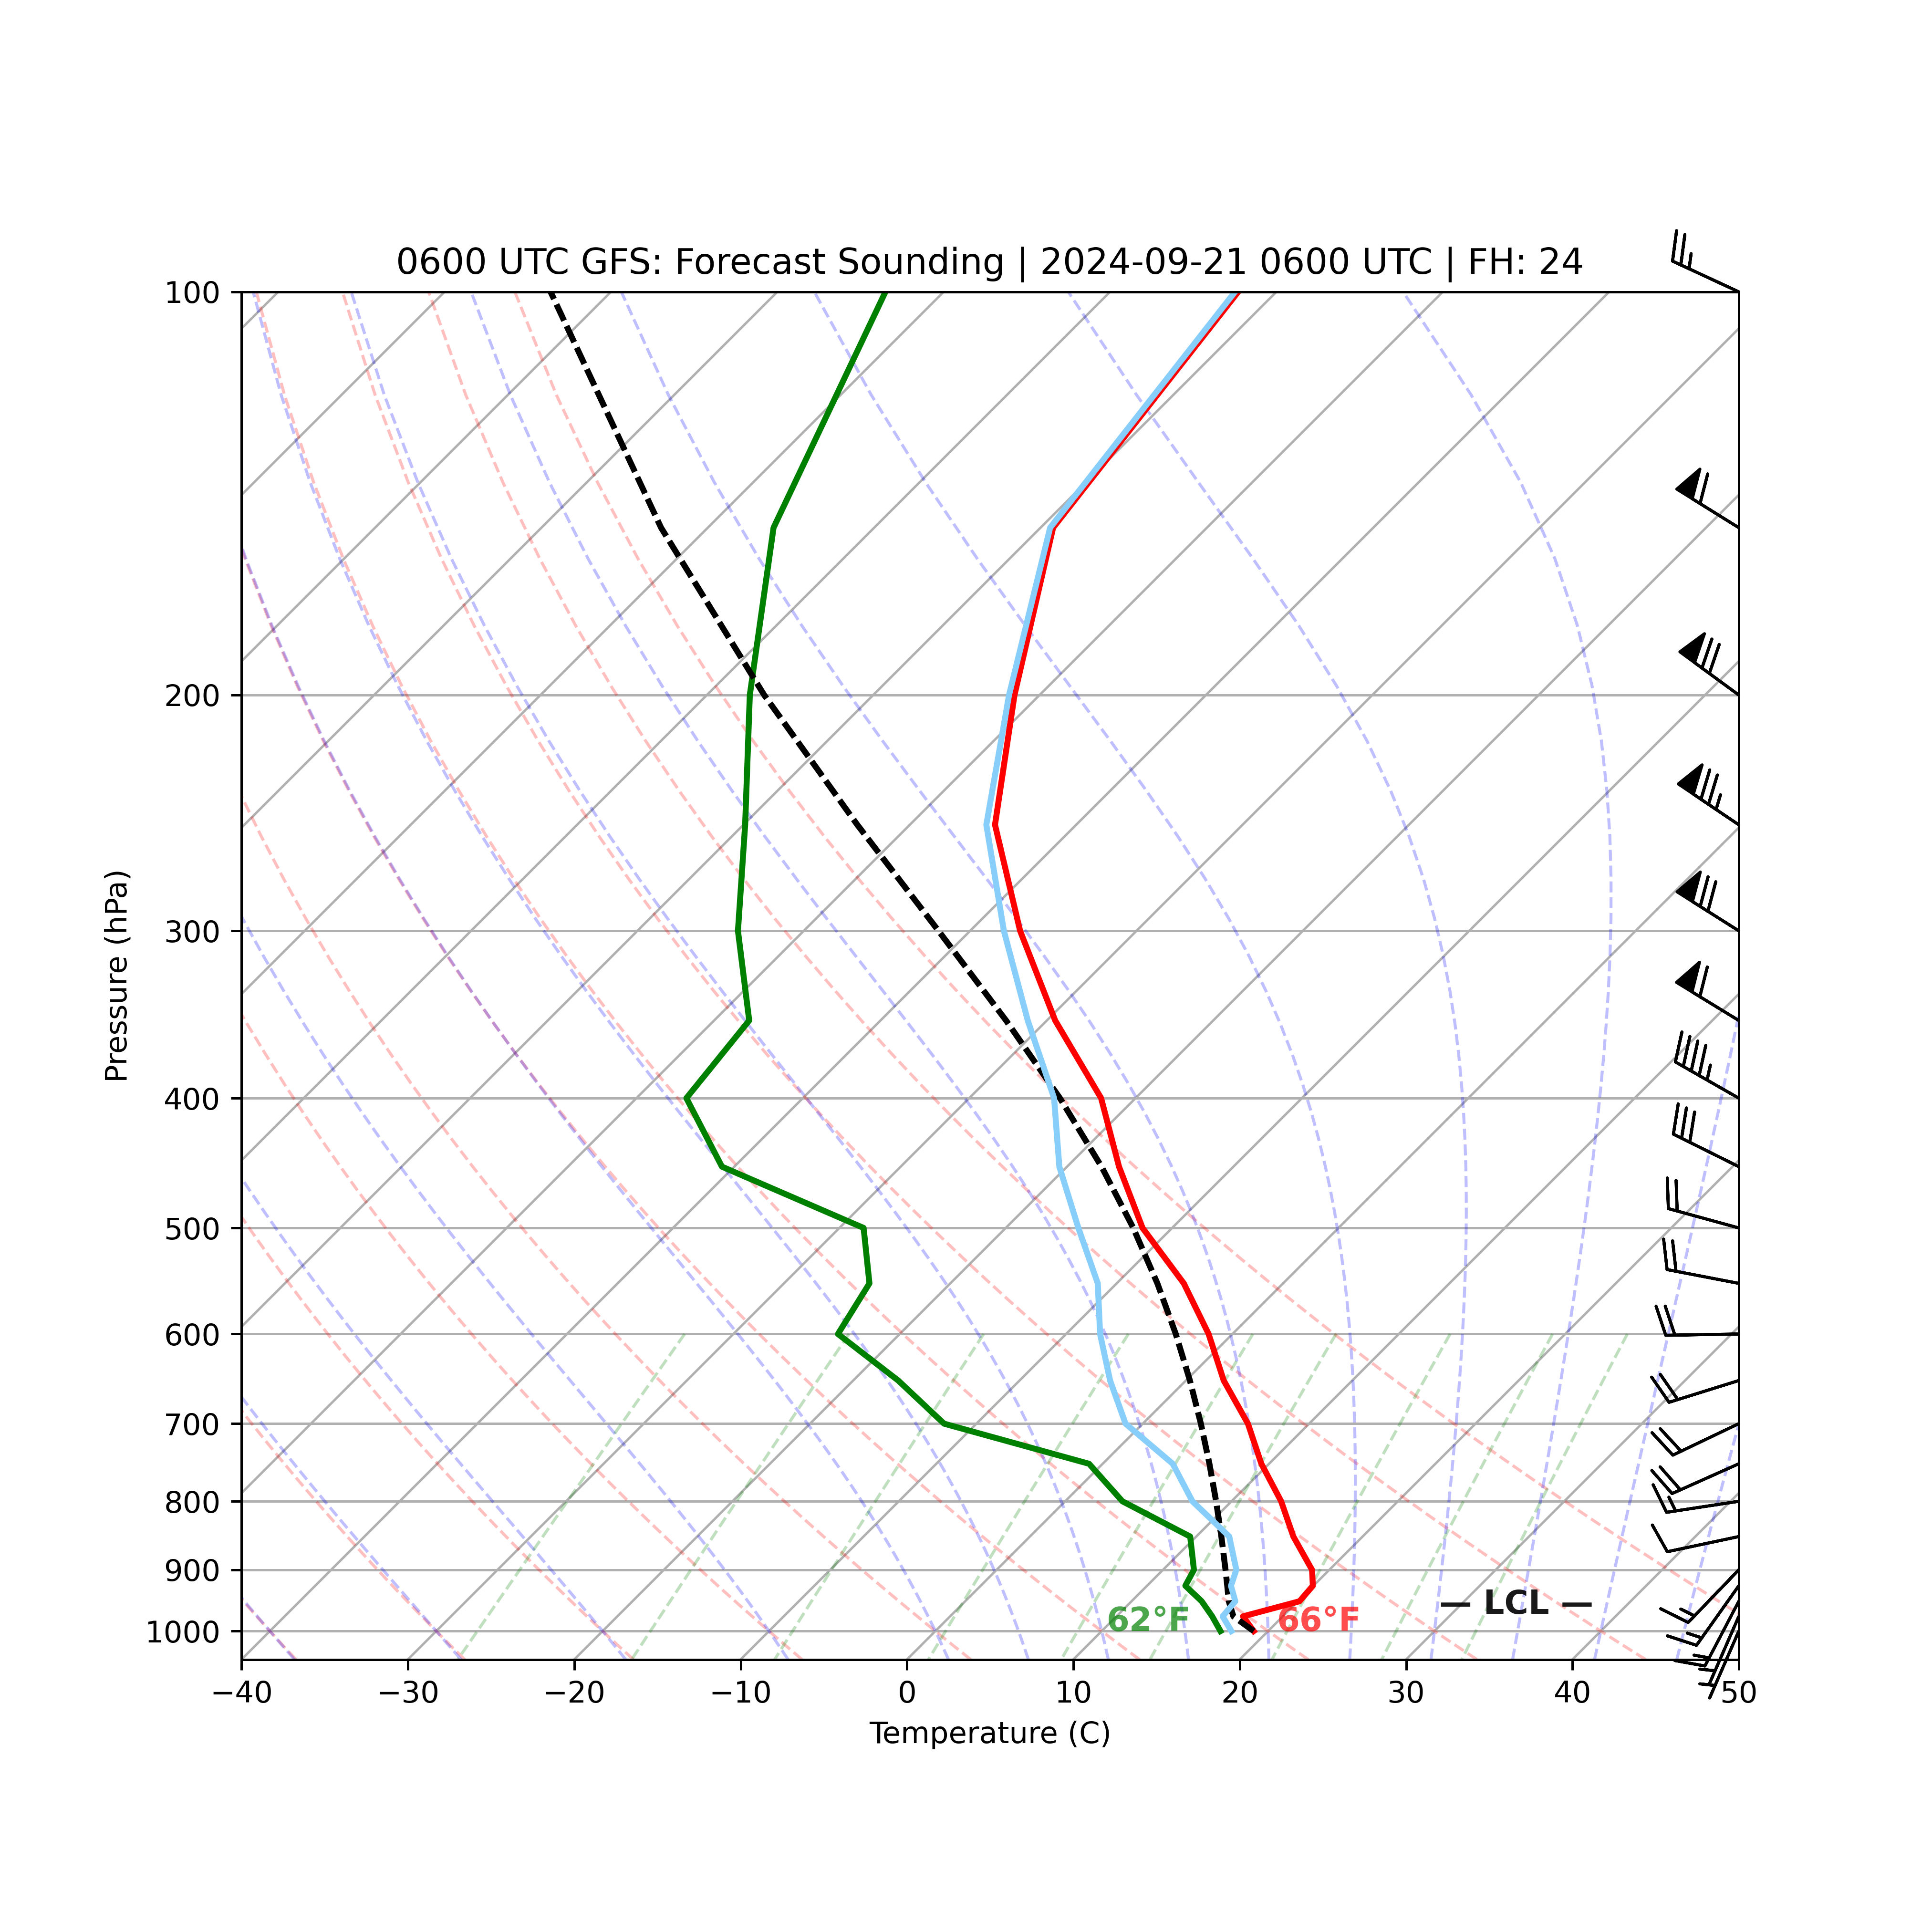 0600 UTC GFS: Forecast Sounding | 2024-09-21 0600 UTC | FH: 24
100
200
300
400
500
600
700
800
900
1000
Pressure (hPa)
62°F
66°F
— LCL —
−40 −30 −20 −10 0 10 20 30 40 50
Temperature (C)